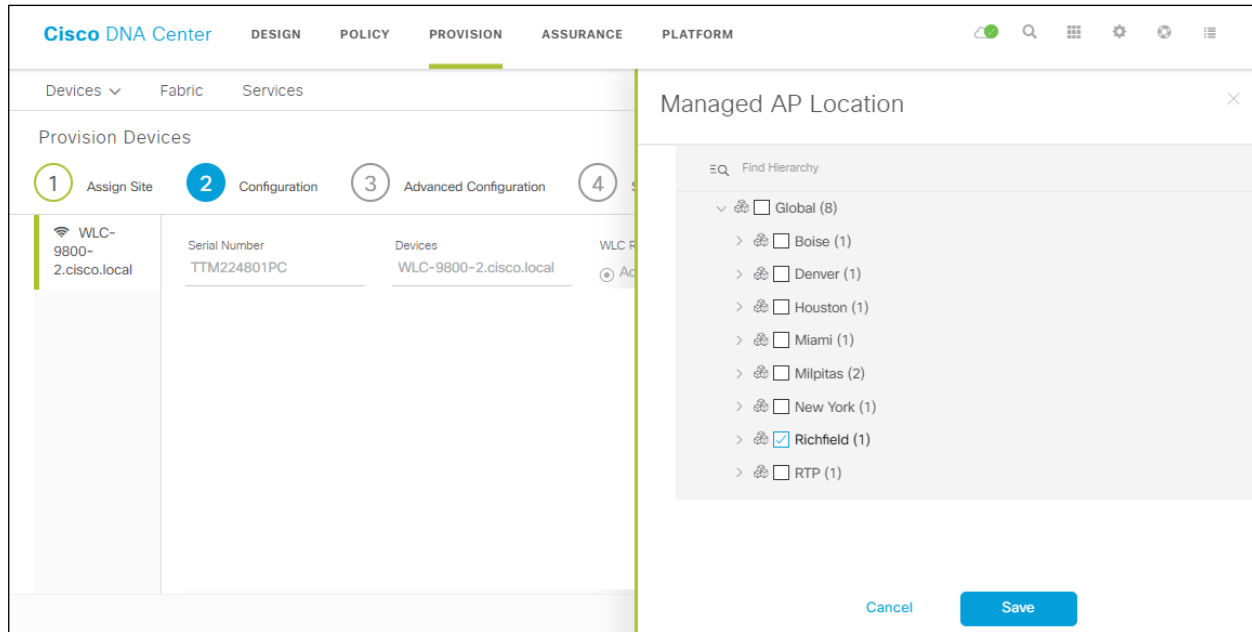 Cisco DNA Center DESIGN POLICY PROVISION ASSURANCE PLATFORM
Devices Fabric Services
Provision Devices
1 Assign Site 2 Configuration 3 Advanced Configuration 4
WLC-
9800-
2.cisco.local
Serial Number Devices WLC R
TTM224801PC WLC-9800-2.cisco.local Ac
Managed AP Location
Find Hierarchy
Global (8)
Boise (1)
Denver (1)
Houston (1)
Miami (1)
Milpitas (2)
New York (1)
Richfield (1)
RTP (1)
Cancel Save